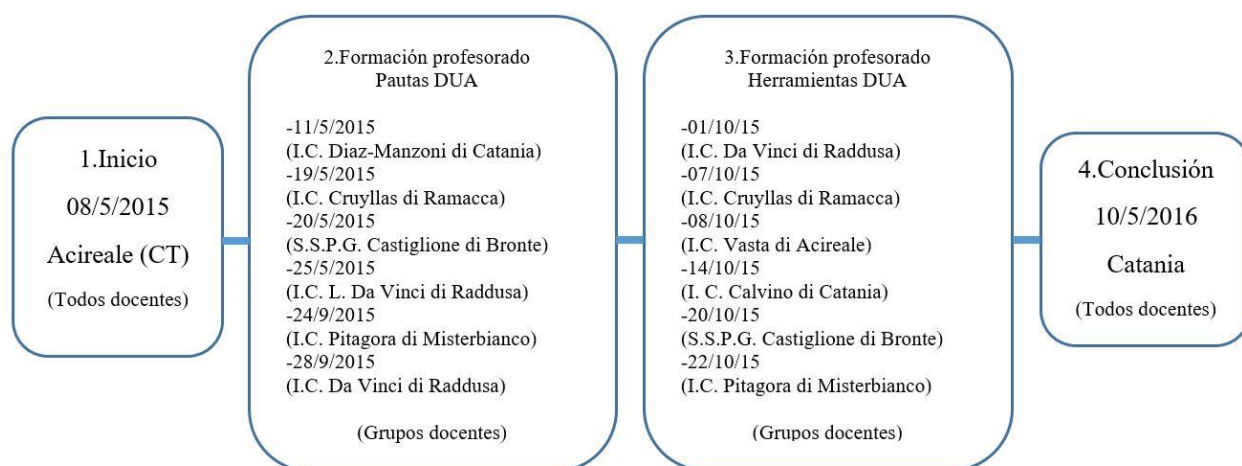 1.Inicio
08/5/2015
Acireale (CT)
(Todos docentes)
2.Formación profesorado
Pautas DUA
-11/5/2015
(I.C. Diaz-Manzoni di Catania)
-19/5/2015
(I.C. Cruyllas di Ramacca)
-20/5/2015
(S.S.P.G. Castiglione di Bronte)
-25/5/2015
(I.C. L. Da Vinci di Raddusa)
-24/9/2015
(I.C. Pitagora di Misterbianco)
-28/9/2015
(I.C. Da Vinci di Raddusa)
(Grupos docentes)
3.Formación profesorado
Herramientas DUA
-01/10/15
(I.C. Da Vinci di Raddusa)
-07/10/15
(I.C. Cruyllas di Ramacca)
-08/10/15
(I.C. Vasta di Acireale)
-14/10/15
(I. C. Calvino di Catania)
-20/10/15
(S.S.P.G. Castiglione di Bronte)
-22/10/15
(I.C. Pitagora di Misterbianco)
(Grupos docentes)
4.Conclusión
10/5/2016
Catania
(Todos docentes)